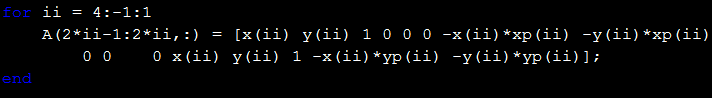 for ii = 4:-1:1
A(2*ii-1:2*ii,:) = [x(ii) y(ii) 1 0 0 0 -x(ii)*xp(ii) -y(ii)*xp(ii)
0 0 0 x(ii) y(ii) 1 -x(ii)*yp(ii) -y(ii)*yp(ii)];
end